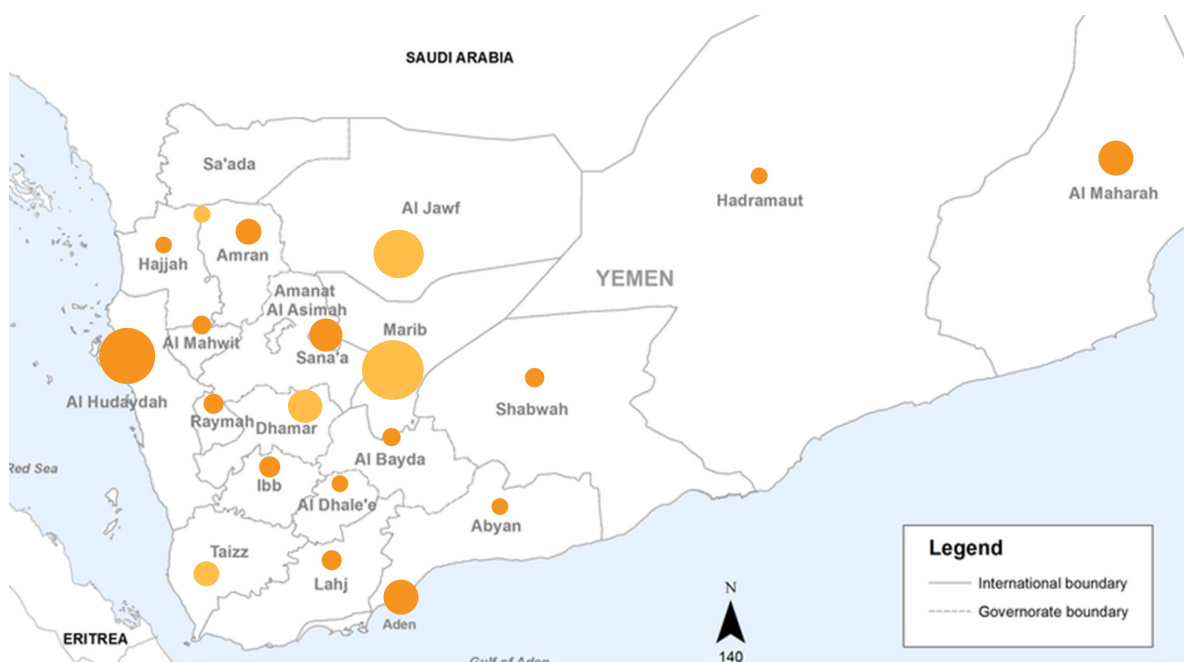 SAUDI ARABIA
Sa'ada
Al Jawf
Hadramaut
Al Maharah
Hajjah
Amran
YEMEN
Amanat
Al Asimah
Marib
Al Mahwit
Sana'a
Al Hudaydah
Raymah
Dhamar
Shabwah
Al Bayda
Red Sea
Ibb
Al Dhale'e
Abyan
Taizz
Lahj
Aden
ERITREA
Gulf of Aden
N
140
Legend
International boundary
Governorate boundary